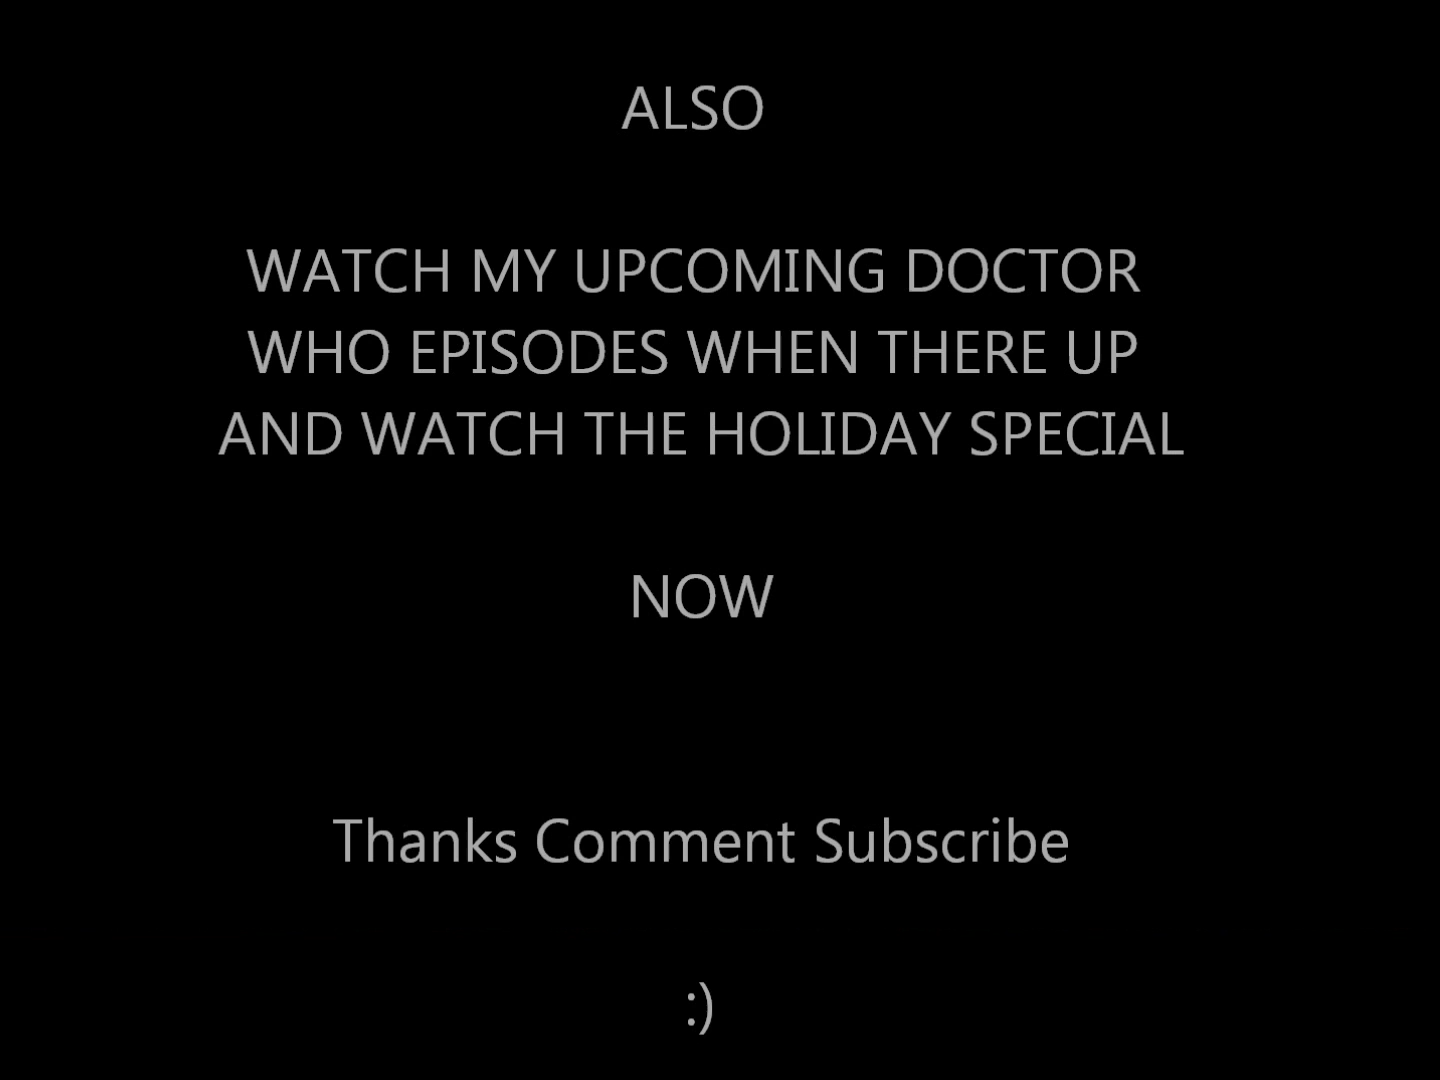 ALSO
WATCH MY UPCOMING DOCTOR
WHO EPISODES WHEN THERE UP
AND WATCH THE HOLIDAY SPECIAL
NOW
Thanks Comment Subscribe
:)